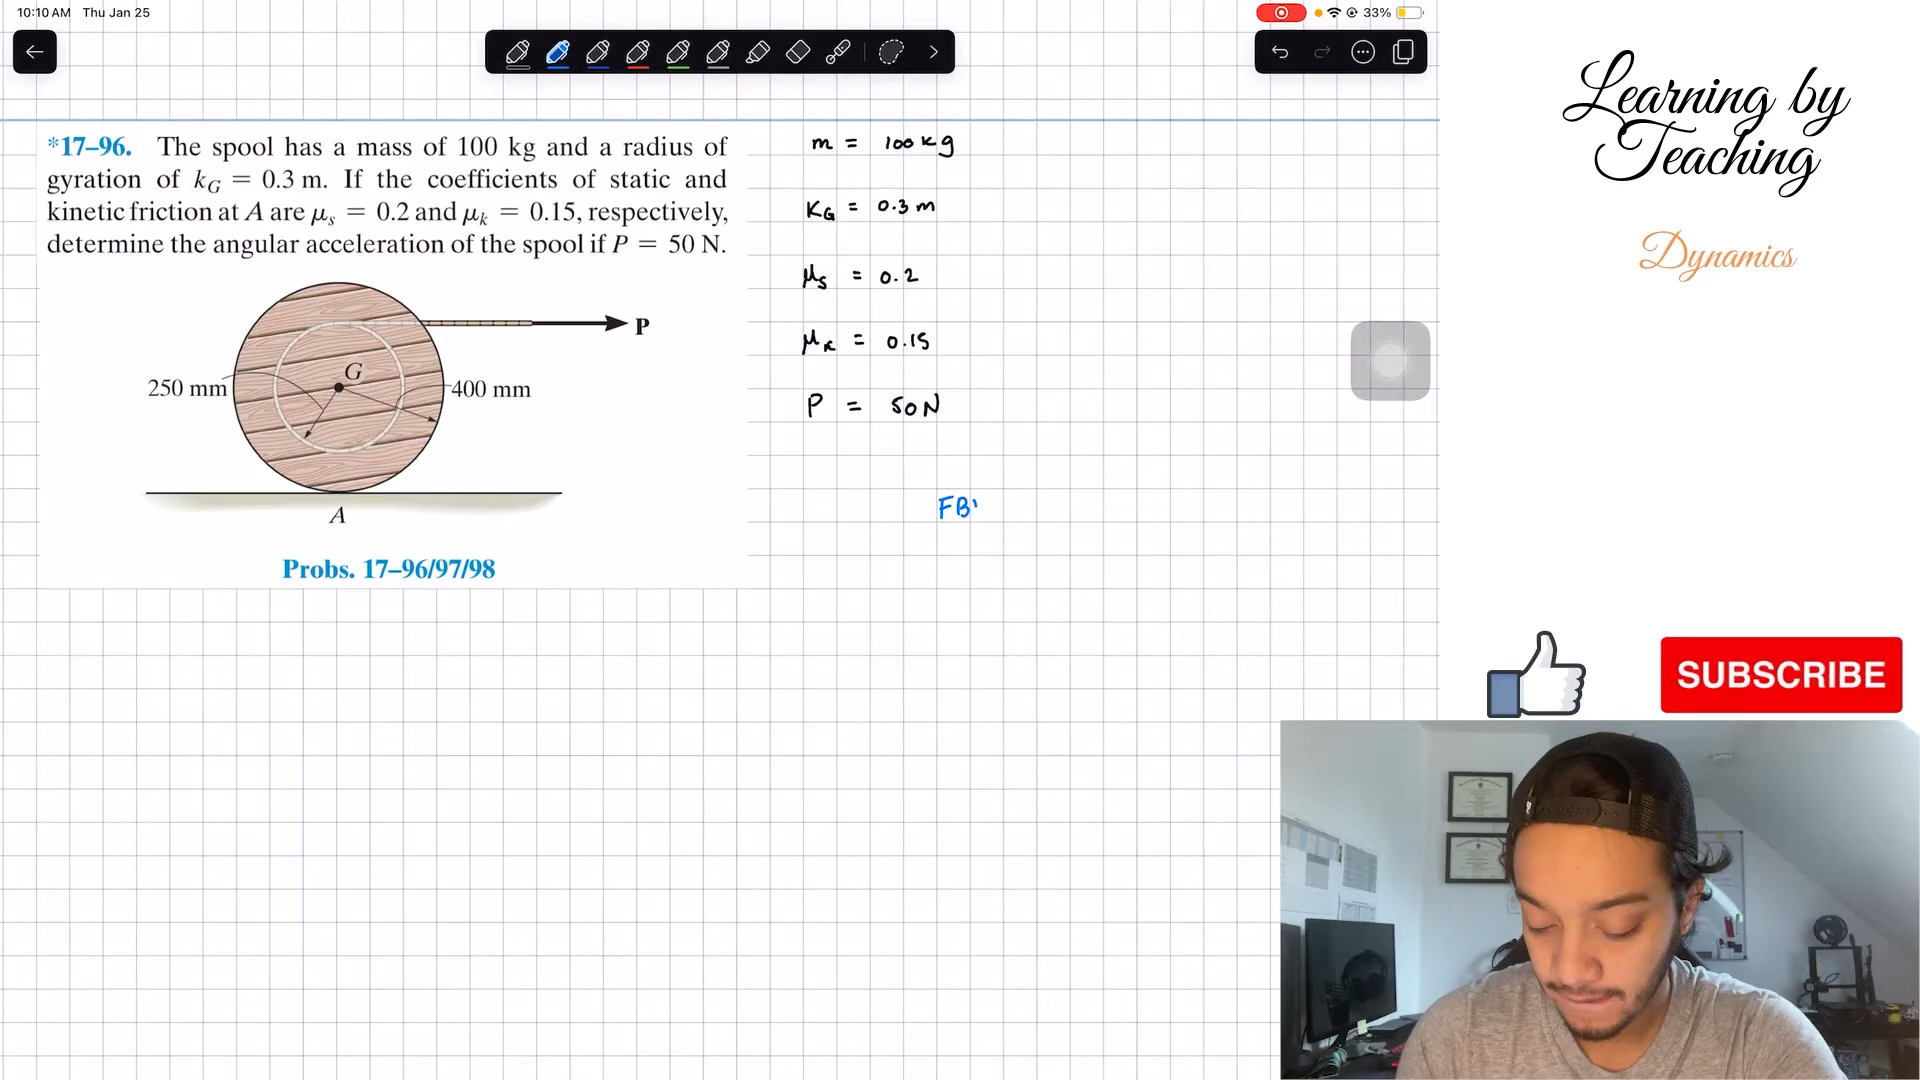 10:10 AM Thu Jan 25
33%
*17–96. The spool has a mass of 100 kg and a radius of
gyration of kG = 0.3 m. If the coefficients of static and
kinetic friction at A are μs = 0.2 and μk = 0.15, respectively,
determine the angular acceleration of the spool if P = 50 N.
P
G
250 mm
400 mm
A
Probs. 17–96/97/98
m = 100 kg
KG = 0.3 m
μs = 0.2
μK = 0.15
P = 50 N
FB
Learning by
Teaching
Dynamics
SUBSCRIBE